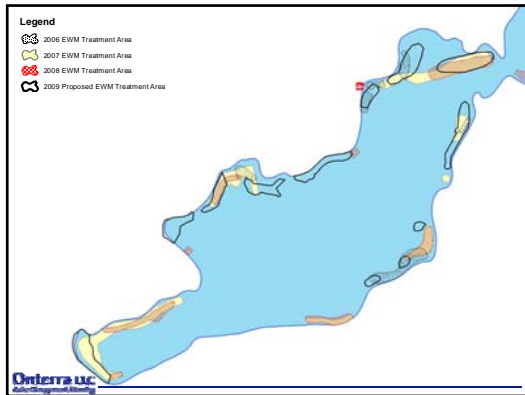 Legend
2006 EWM Treatment Area
2007 EWM Treatment Area
2008 EWM Treatment Area
2009 Proposed EWM Treatment Area
Onterra LLC